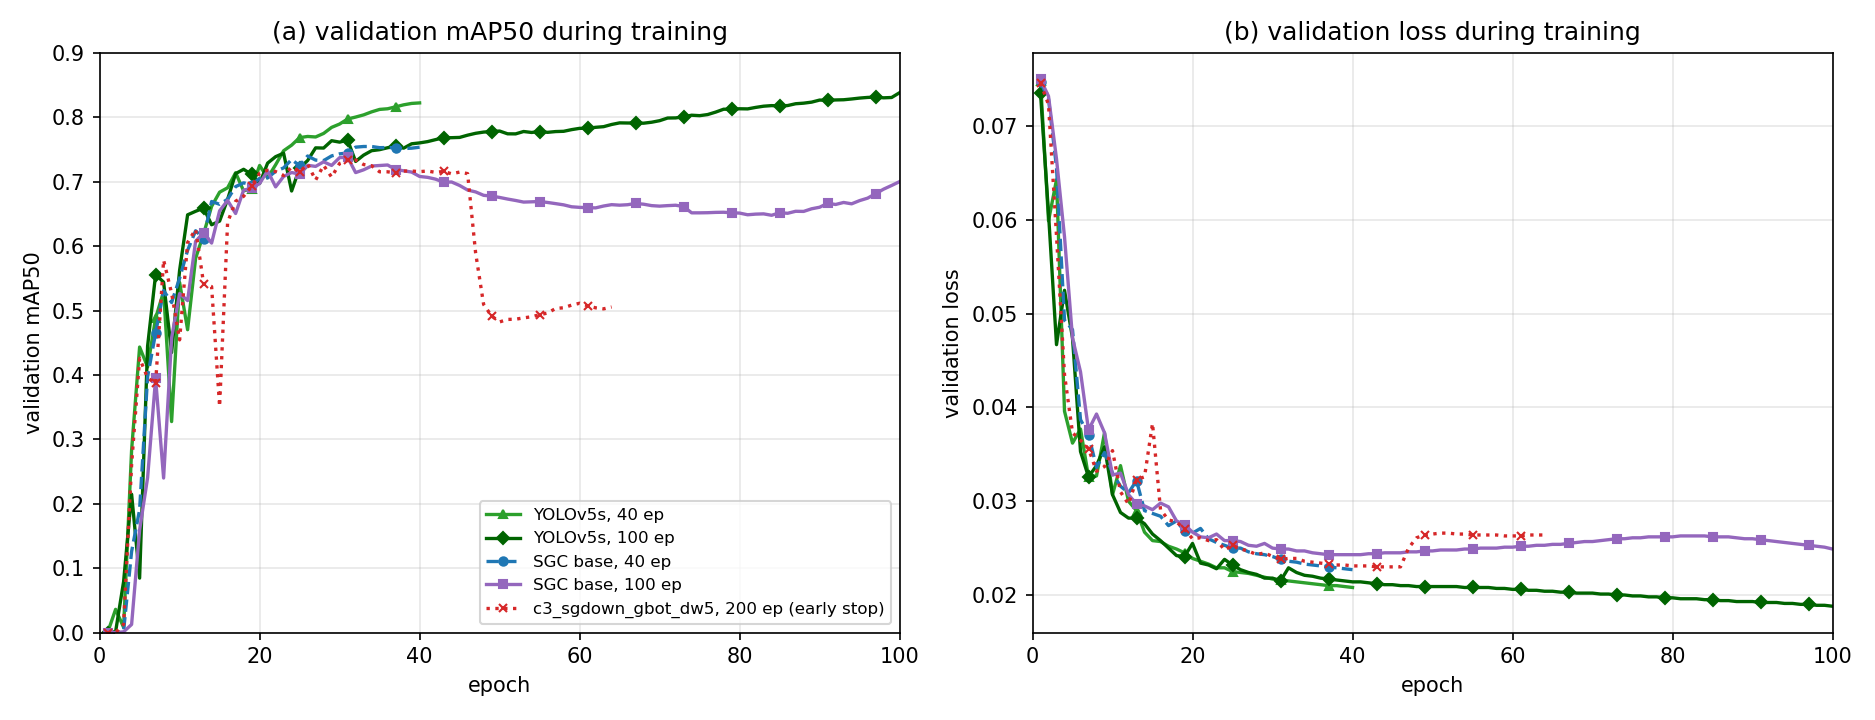 (a) validation mAP50 during training
validation mAP50
0.9
0.8
0.7
0.6
0.5
0.4
0.3
0.2
0.1
0.0
0 20 40 60 80 100
epoch
YOLOv5s, 40 ep
YOLOv5s, 100 ep
SGC base, 40 ep
SGC base, 100 ep
c3_sgdown_gbot_dw5, 200 ep (early stop)
(b) validation loss during training
validation loss
0.07
0.06
0.05
0.04
0.03
0.02
0 20 40 60 80 100
epoch